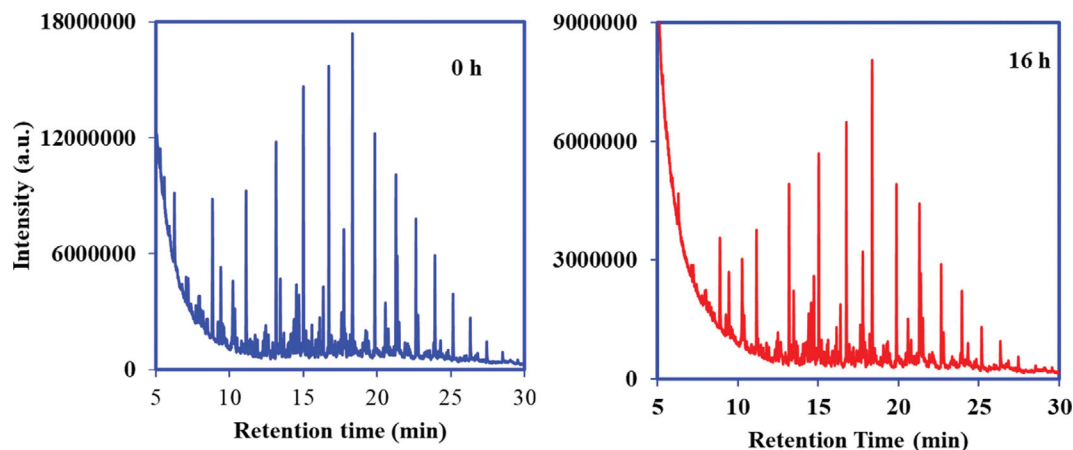 18000000
12000000
6000000
0
Intensity (a.u.)
0 h
5 10 15 20 25 30
Retention time (min)
9000000
6000000
3000000
0
16 h
5 10 15 20 25 30
Retention Time (min)